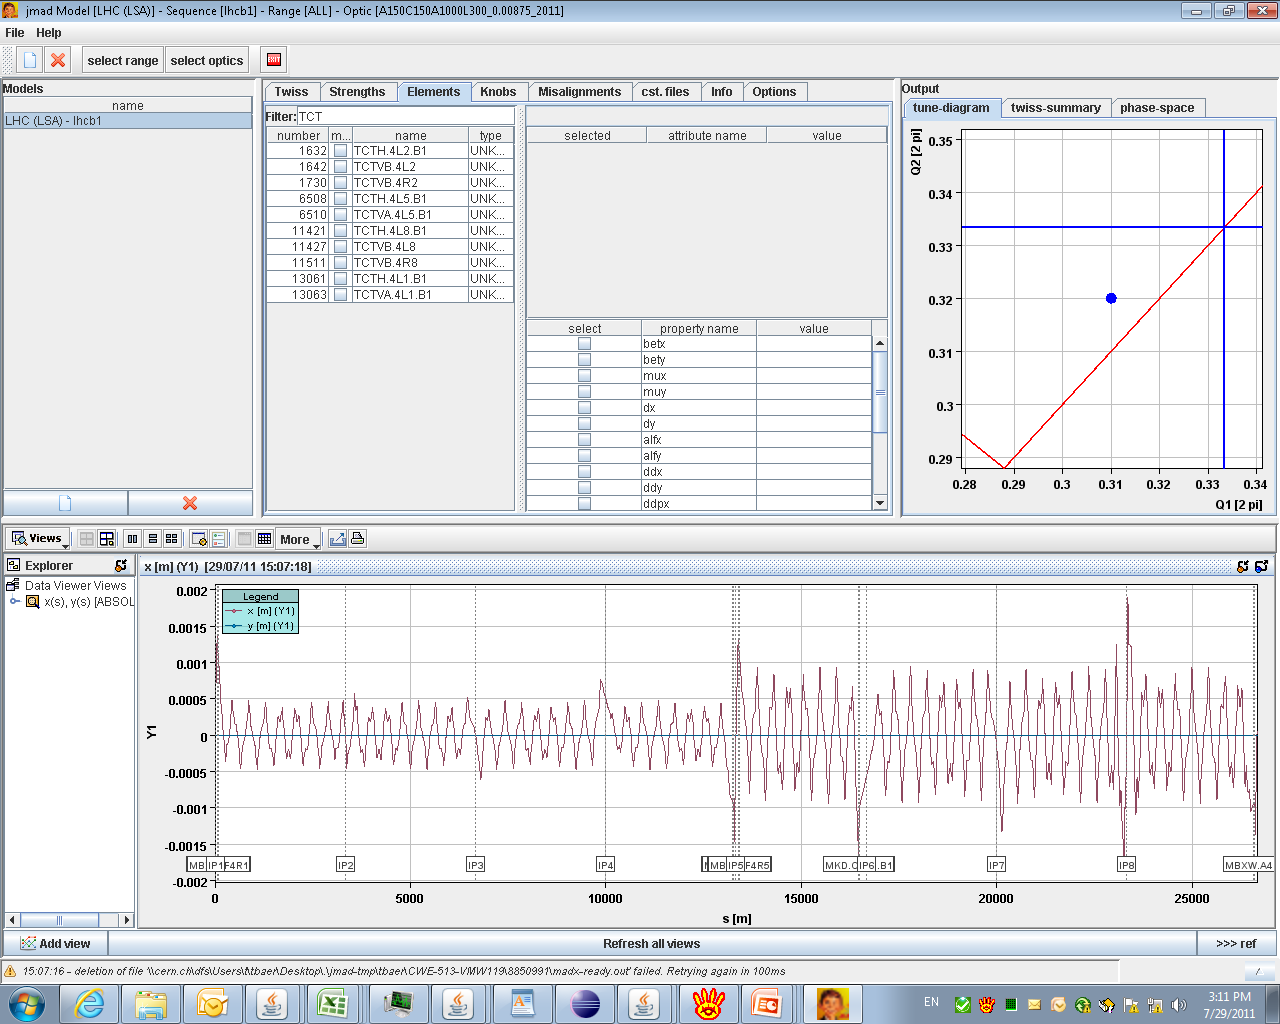 jmad Model [LHC (LSA)] - Sequence [lhcb1] - Range [ALL] - Optic [A150C150A1000L300_0.00875_2011]
File Help
EXIT
select range select optics
Models
name
LHC (LSA) - lhcb1
Twiss Strengths Elements Knobs Misalignments cst. files Info Options
Filter: TCT
number m... name type
1632 TCTH.4L2.B1 UNK...
1642 TCTVB.4L2 UNK...
1730 TCTVB.4R2 UNK...
6508 TCTH.4L5.B1 UNK...
6510 TCTVA.4L5.B1 UNK...
11421 TCTH.4L8.B1 UNK...
11427 TCTVB.4L8 UNK...
11511 TCTVB.4R8 UNK...
13061 TCTH.4L1.B1 UNK...
13063 TCTVA.4L1.B1 UNK...
selected attribute name value
select property name value
betx
bety
mux
muy
dx
dy
alfx
alfy
ddx
ddy
ddpx
Output
tune-diagram twiss-summary phase-space
Q2 [2 pi]
0.35
0.34
0.33
0.32
0.31
0.3
0.29
0.28 0.29 0.3 0.31 0.32 0.33 0.34
Q1 [2 pi]
Views More
Explorer
Data Viewer Views
x(s), y(s) [ABSOL
x [m] (Y1) [29/07/11 15:07:18]
Legend
x [m] (Y1)
y [m] (Y1)
Y1
0.002
0.0015
0.001
0.0005
0
-0.0005
-0.001
-0.0015
-0.002
MB IP1 F4R1 IP2 IP3 IP4 MB IP5 F4R5 MKD.O IP6 .B1 IP7 IP8 MBXW.A4
0 5000 10000 15000 20000 25000
s [m]
Add view Refresh all views >>> ref
15:07:16 - deletion of file '\\cern.ch\dfs\Users\t\tbaer\Desktop\.\jmad-tmp\tbaer\CWE-513-VMW119\8850991\madx-ready.out' failed. Retrying again in 100ms
EN
3:11 PM
7/29/2011